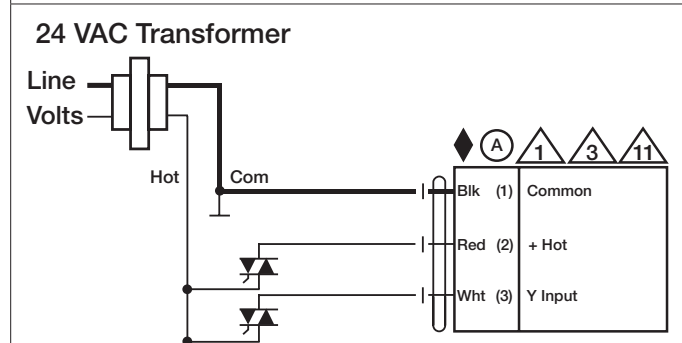 24 VAC Transformer
Line
Volts
Hot
Com
A
1
3
11
Blk (1) Common
Red (2) + Hot
Wht (3) Y Input